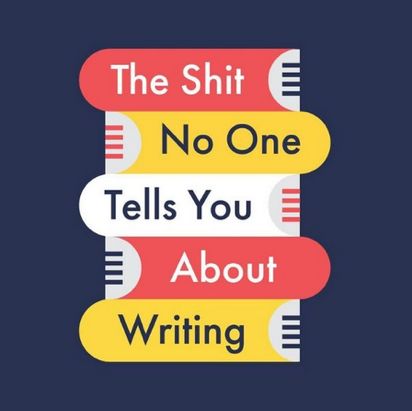 The Shit
No One
Tells You
About
Writing